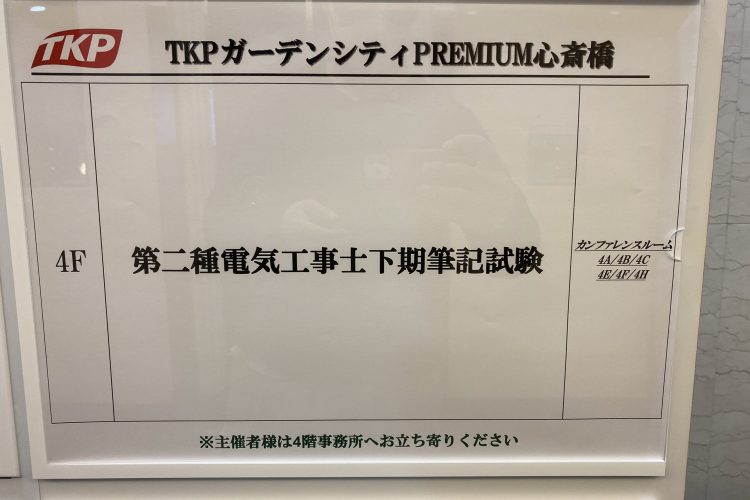 TKP
TKPガーデンシティPREMIUM心斎橋
4F
第二種電気工事士下期筆記試験
カンファレンスルーム
4A/4B/4C
4E/4F/4H
※主催者様は4階事務所へお立ち寄りください